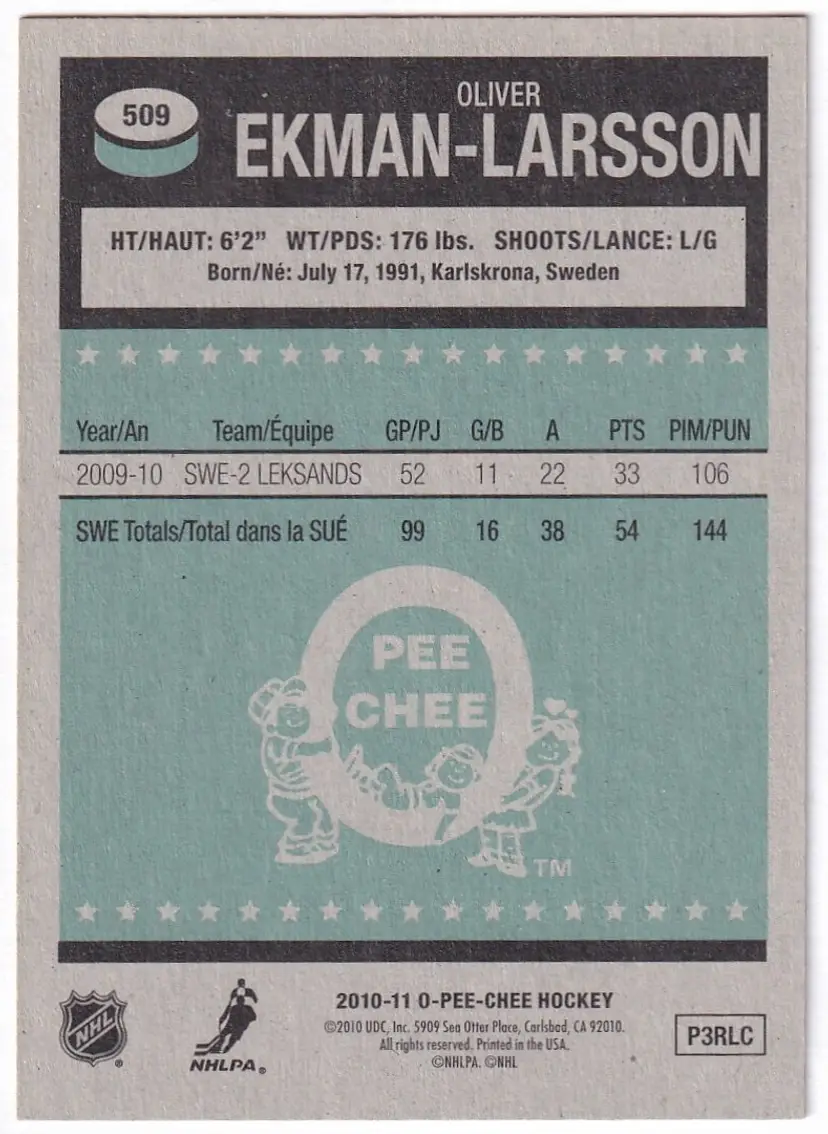 509
OLIVER
EKMAN-LARSSON
HT/HAUT: 6'2" WT/PDS: 176 lbs. SHOOTS/LANCE: L/G
Born/Né: July 17, 1991, Karlskrona, Sweden
Year/An Team/Équipe GP/PJ G/B A PTS PIM/PUN
2009-10 SWE-2 LEKSANDS 52 11 22 33 106
SWE Totals/Total dans la SUÉ 99 16 38 54 144
O
PEE
CHEE
TM
NHL ®
NHLPA®
2010-11 O-PEE-CHEE HOCKEY
©2010 UDC, Inc. 5909 Sea Otter Place, Carlsbad, CA 92010.
All rights reserved. Printed in the USA.
©NHLPA. ©NHL
P3RLC